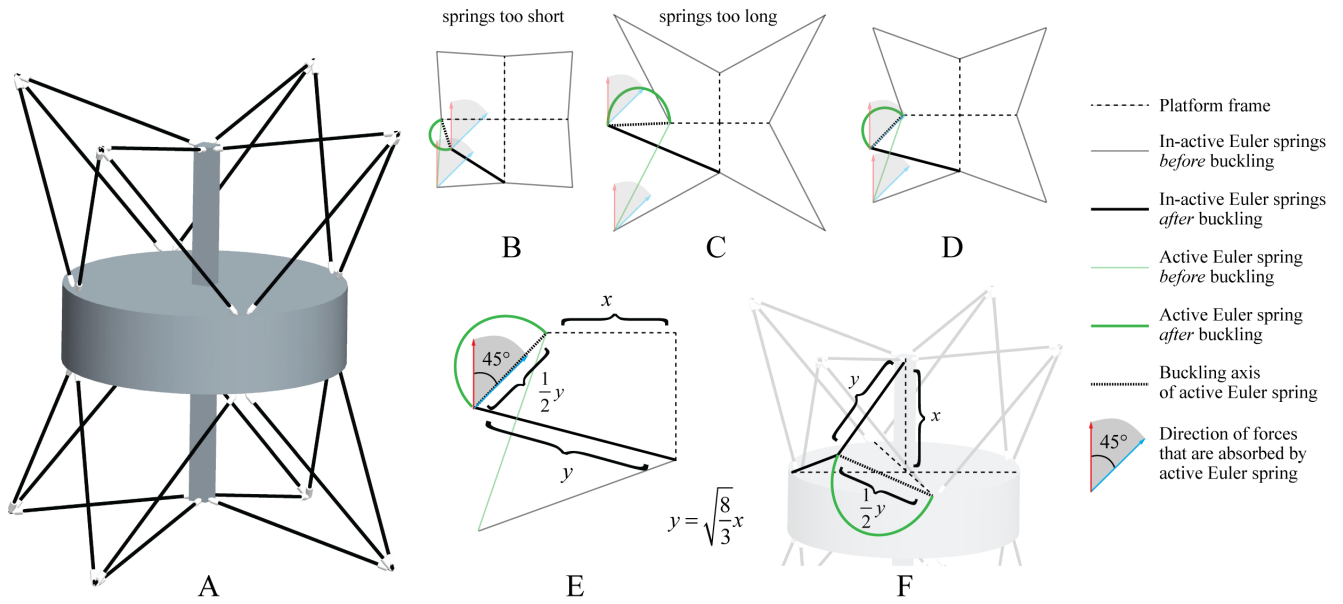 springs too short
springs too long
A
B
C
D
45°
x
1/2 y
y
y = √(8/3) x
E
y
x
1/2 y
F
Platform frame
In-active Euler springs
before buckling
In-active Euler springs
after buckling
Active Euler spring
before buckling
Active Euler spring
after buckling
Buckling axis
of active Euler spring
45°
Direction of forces
that are absorbed by
active Euler spring